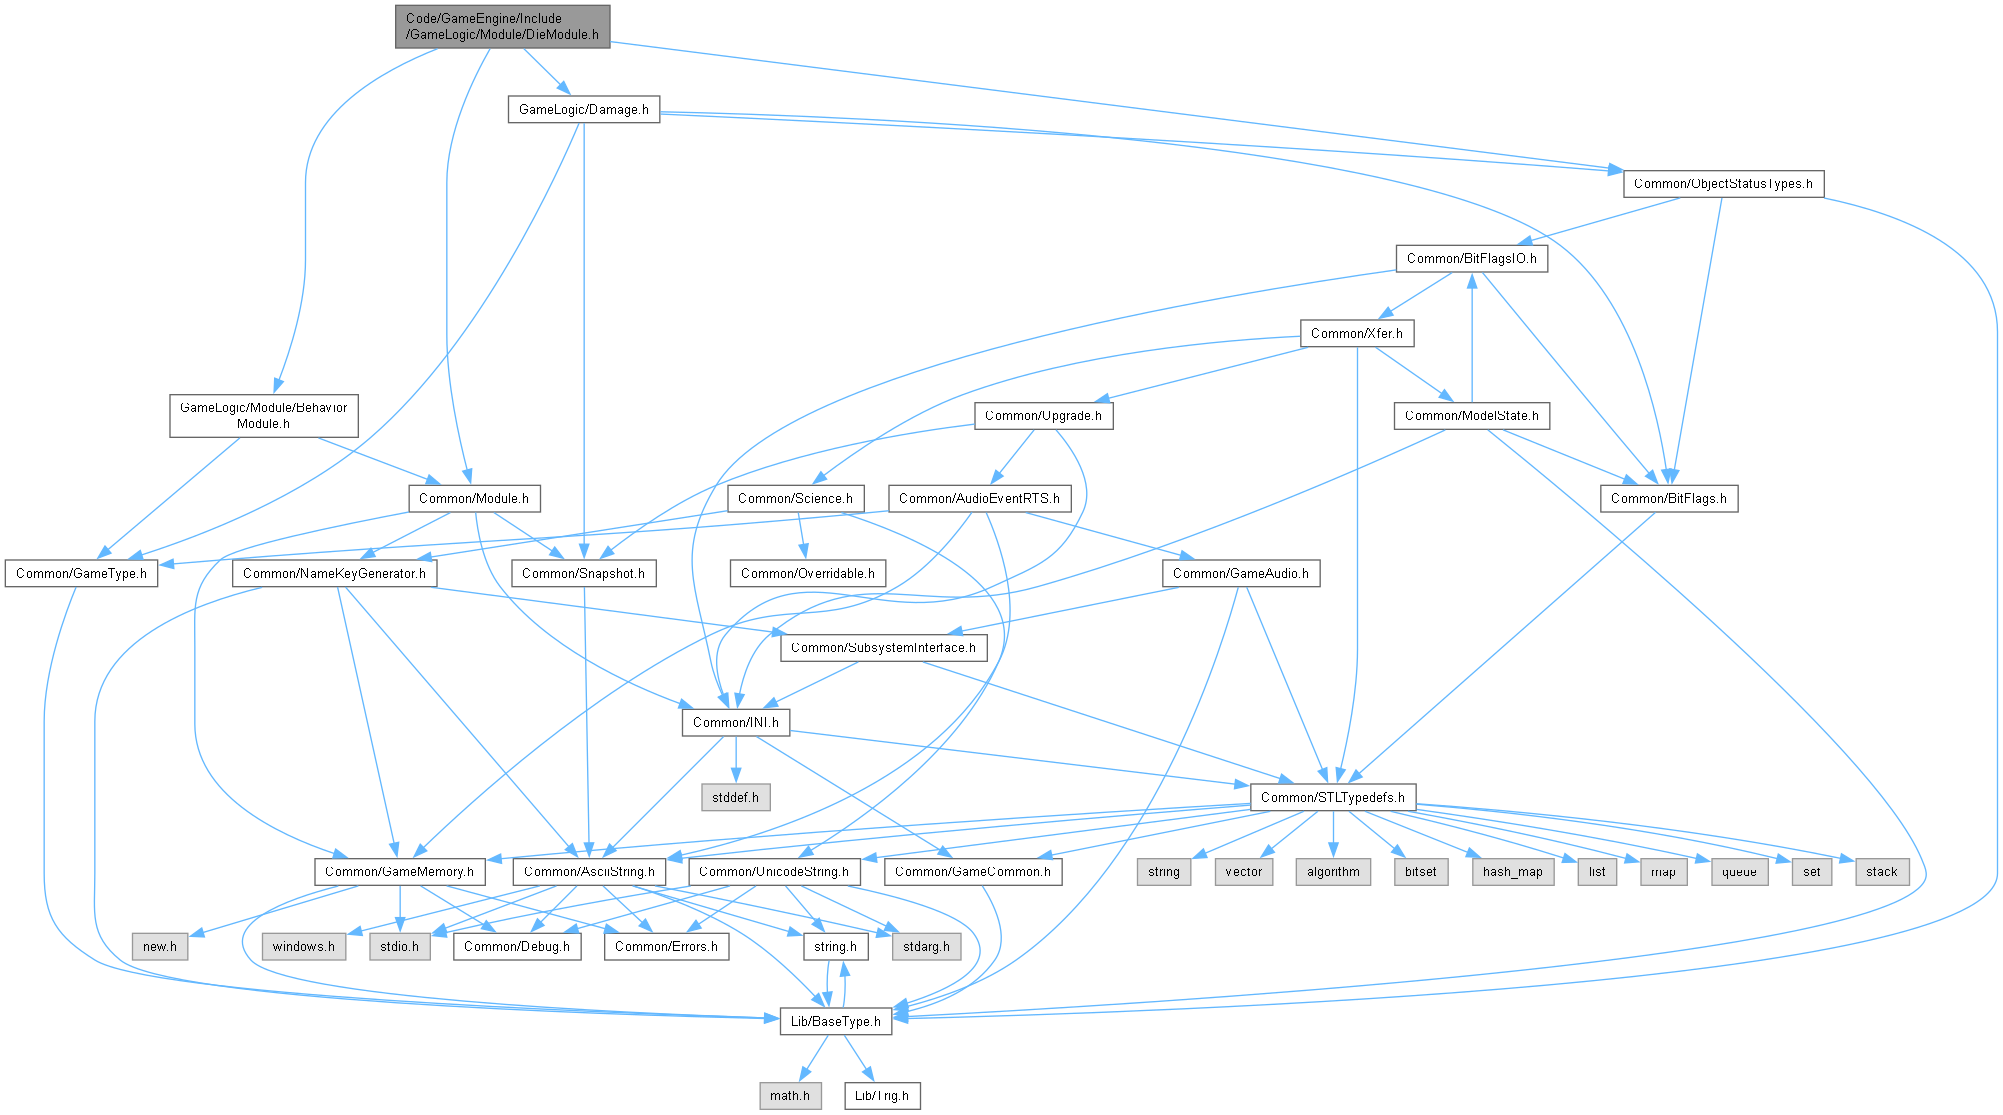 Code/GameEngine/Include
/GameLogic/Module/DieModule.h
GameLogic/Damage.h
Common/ObjectStatusTypes.h
Common/BitFlagsIO.h
Common/Xfer.h
GameLogic/Module/Behavior
Module.h
Common/Upgrade.h
Common/ModelState.h
Common/Module.h
Common/Science.h
Common/AudioEventRTS.h
Common/BitFlags.h
Common/GameType.h
Common/NameKeyGenerator.h
Common/Snapshot.h
Common/Overridable.h
Common/GameAudio.h
Common/SubsystemInterface.h
Common/INI.h
stddef.h
Common/STLTypedefs.h
Common/GameMemory.h
Common/AsciiString.h
Common/UnicodeString.h
Common/GameCommon.h
string
vector
algorithm
bitset
hash_map
list
map
queue
set
stack
new.h
windows.h
stdio.h
Common/Debug.h
Common/Errors.h
string.h
stdarg.h
Lib/BaseType.h
math.h
Lib/Trig.h